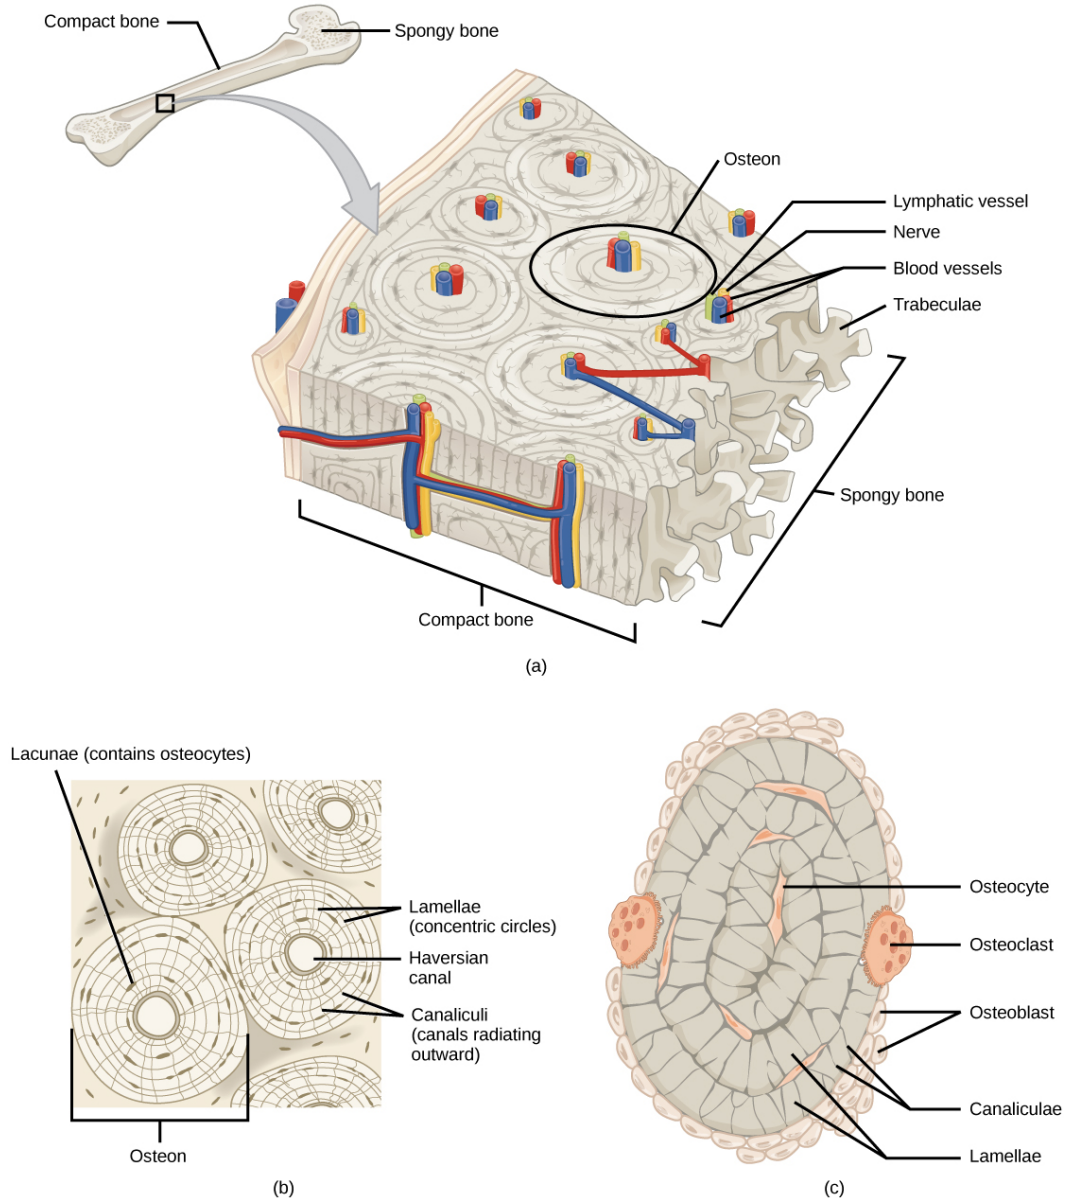 Compact bone
Spongy bone
Osteon
Lymphatic vessel
Nerve
Blood vessels
Trabeculae
Spongy bone
Compact bone
(a)
Lacunae (contains osteocytes)
Lamellae
(concentric circles)
Haversian
canal
Canaliculi
(canals radiating
outward)
Osteon
(b)
Osteocyte
Osteoclast
Osteoblast
Canaliculae
Lamellae
(c)